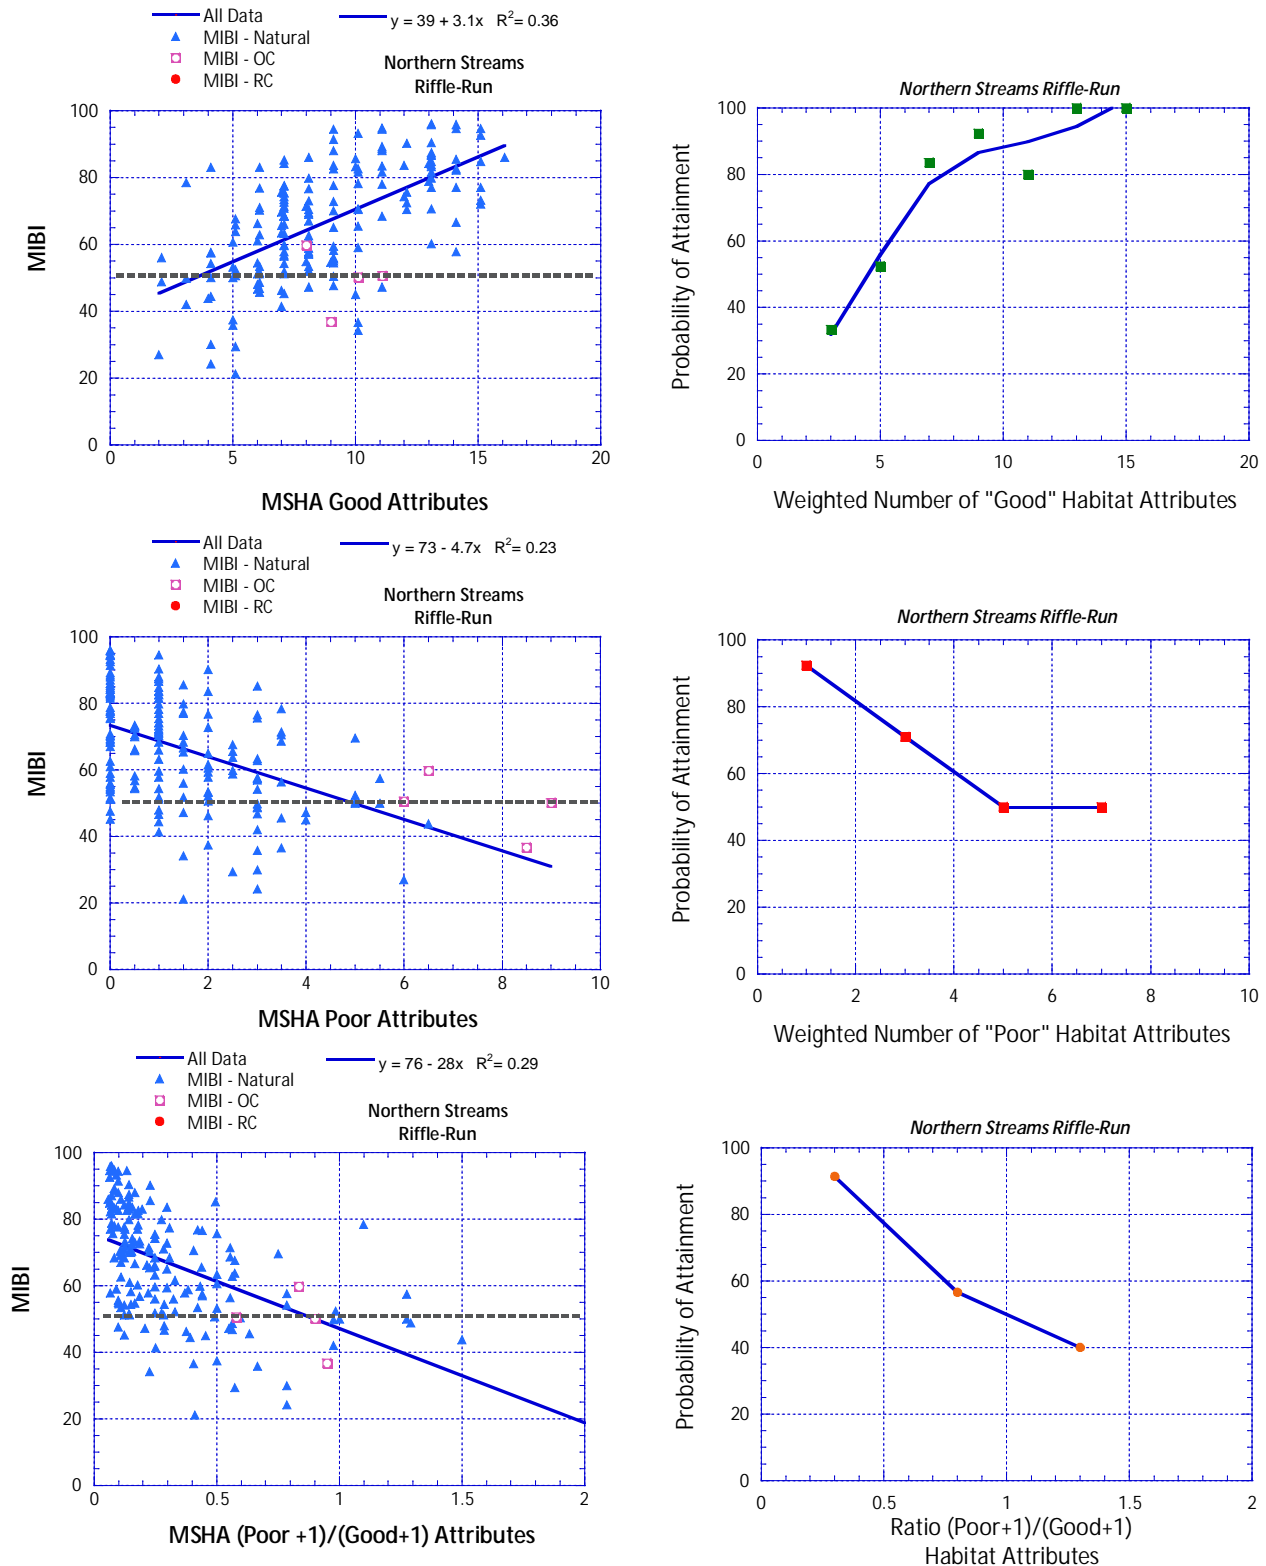 All Data
y = 39 + 3.1x R²= 0.36
MIBI - Natural
MIBI - OC
MIBI - RC
Northern Streams
Riffle-Run
100
80
60
40
20
0
MIBI
0 5 10 15 20
MSHA Good Attributes
Northern Streams Riffle-Run
100
80
60
40
20
0
Probability of Attainment
0 5 10 15 20
Weighted Number of "Good" Habitat Attributes
All Data
y = 73 - 4.7x R²= 0.23
MIBI - Natural
MIBI - OC
MIBI - RC
Northern Streams
Riffle-Run
100
80
60
40
20
0
MIBI
0 2 4 6 8 10
MSHA Poor Attributes
Northern Streams Riffle-Run
100
80
60
40
20
0
Probability of Attainment
0 2 4 6 8 10
Weighted Number of "Poor" Habitat Attributes
All Data
y = 76 - 28x R²= 0.29
MIBI - Natural
MIBI - OC
MIBI - RC
Northern Streams
Riffle-Run
100
80
60
40
20
0
MIBI
0 0.5 1 1.5 2
MSHA (Poor +1)/(Good+1) Attributes
Northern Streams Riffle-Run
100
80
60
40
20
0
Probability of Attainment
0 0.5 1 1.5 2
Ratio (Poor+1)/(Good+1)
Habitat Attributes